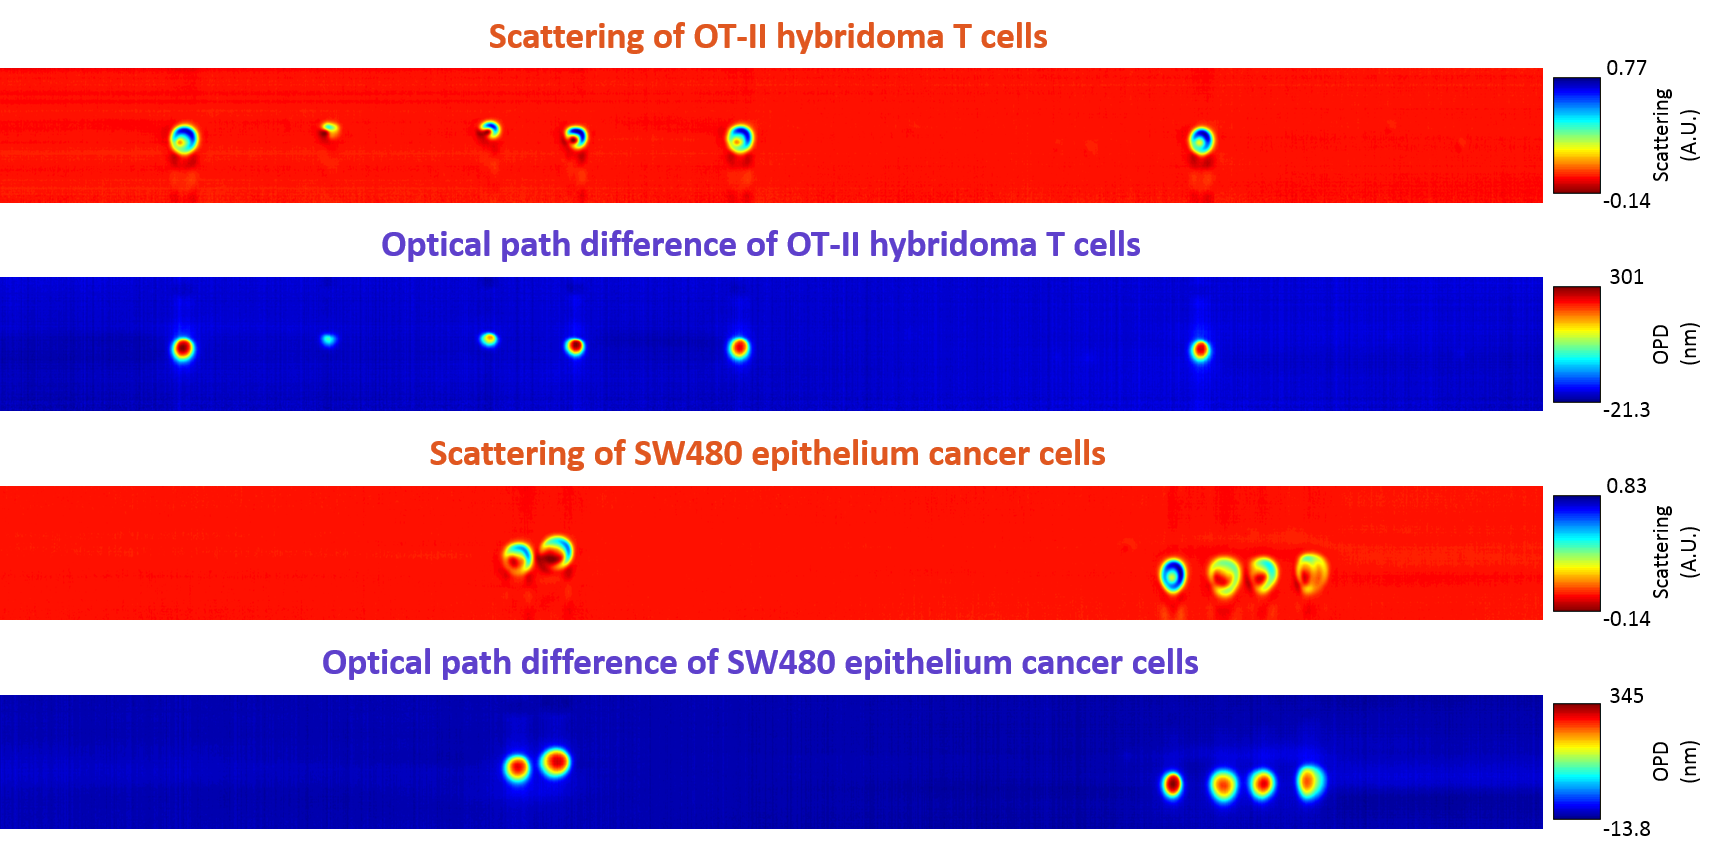 Scattering of OT-II hybridoma T cells
0.77
Scattering
(A.U.)
-0.14
Optical path difference of OT-II hybridoma T cells
301
OPD
(nm)
-21.3
Scattering of SW480 epithelium cancer cells
0.83
Scattering
(A.U.)
-0.14
Optical path difference of SW480 epithelium cancer cells
345
OPD
(nm)
-13.8